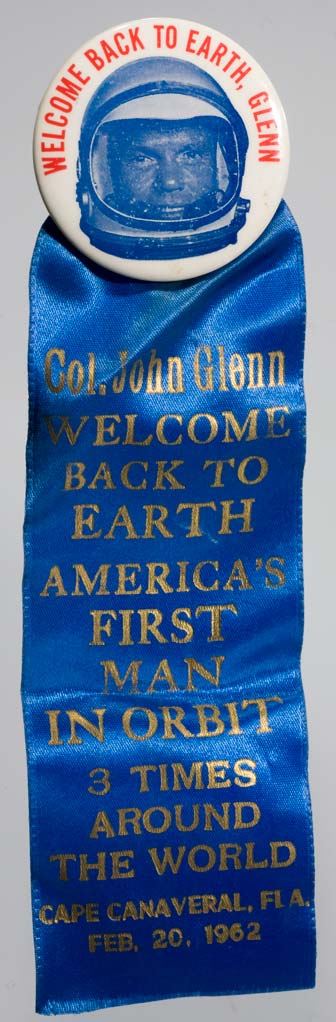 WELCOME BACK TO EARTH, GLENN
Col. John Glenn
WELCOME
BACK TO
EARTH
AMERICA'S
FIRST
MAN
IN ORBIT
3 TIMES
AROUND
THE WORLD
CAPE CANAVERAL, FLA.
FEB. 20, 1962